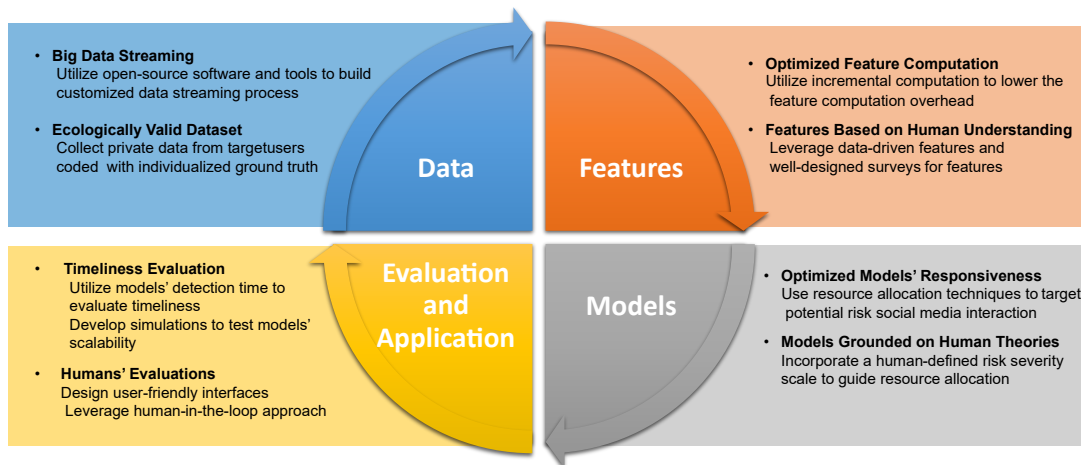 • Big Data Streaming
Utilize open-source software and tools to build
customized data streaming process
• Ecologically Valid Dataset
Collect private data from targetusers
coded with individualized ground truth
Data
Features
• Optimized Feature Computation
Utilize incremental computation to lower the
feature computation overhead
• Features Based on Human Understanding
Leverage data-driven features and
well-designed surveys for features
• Timeliness Evaluation
Utilize models' detection time to
evaluate timeliness
Develop simulations to test models'
scalability
• Humans' Evaluations
Design user-friendly interfaces
Leverage human-in-the-loop approach
Evaluation
and
Application
Models
• Optimized Models' Responsiveness
Use resource allocation techniques to target
potential risk social media interaction
• Models Grounded on Human Theories
Incorporate a human-defined risk severity
scale to guide resource allocation